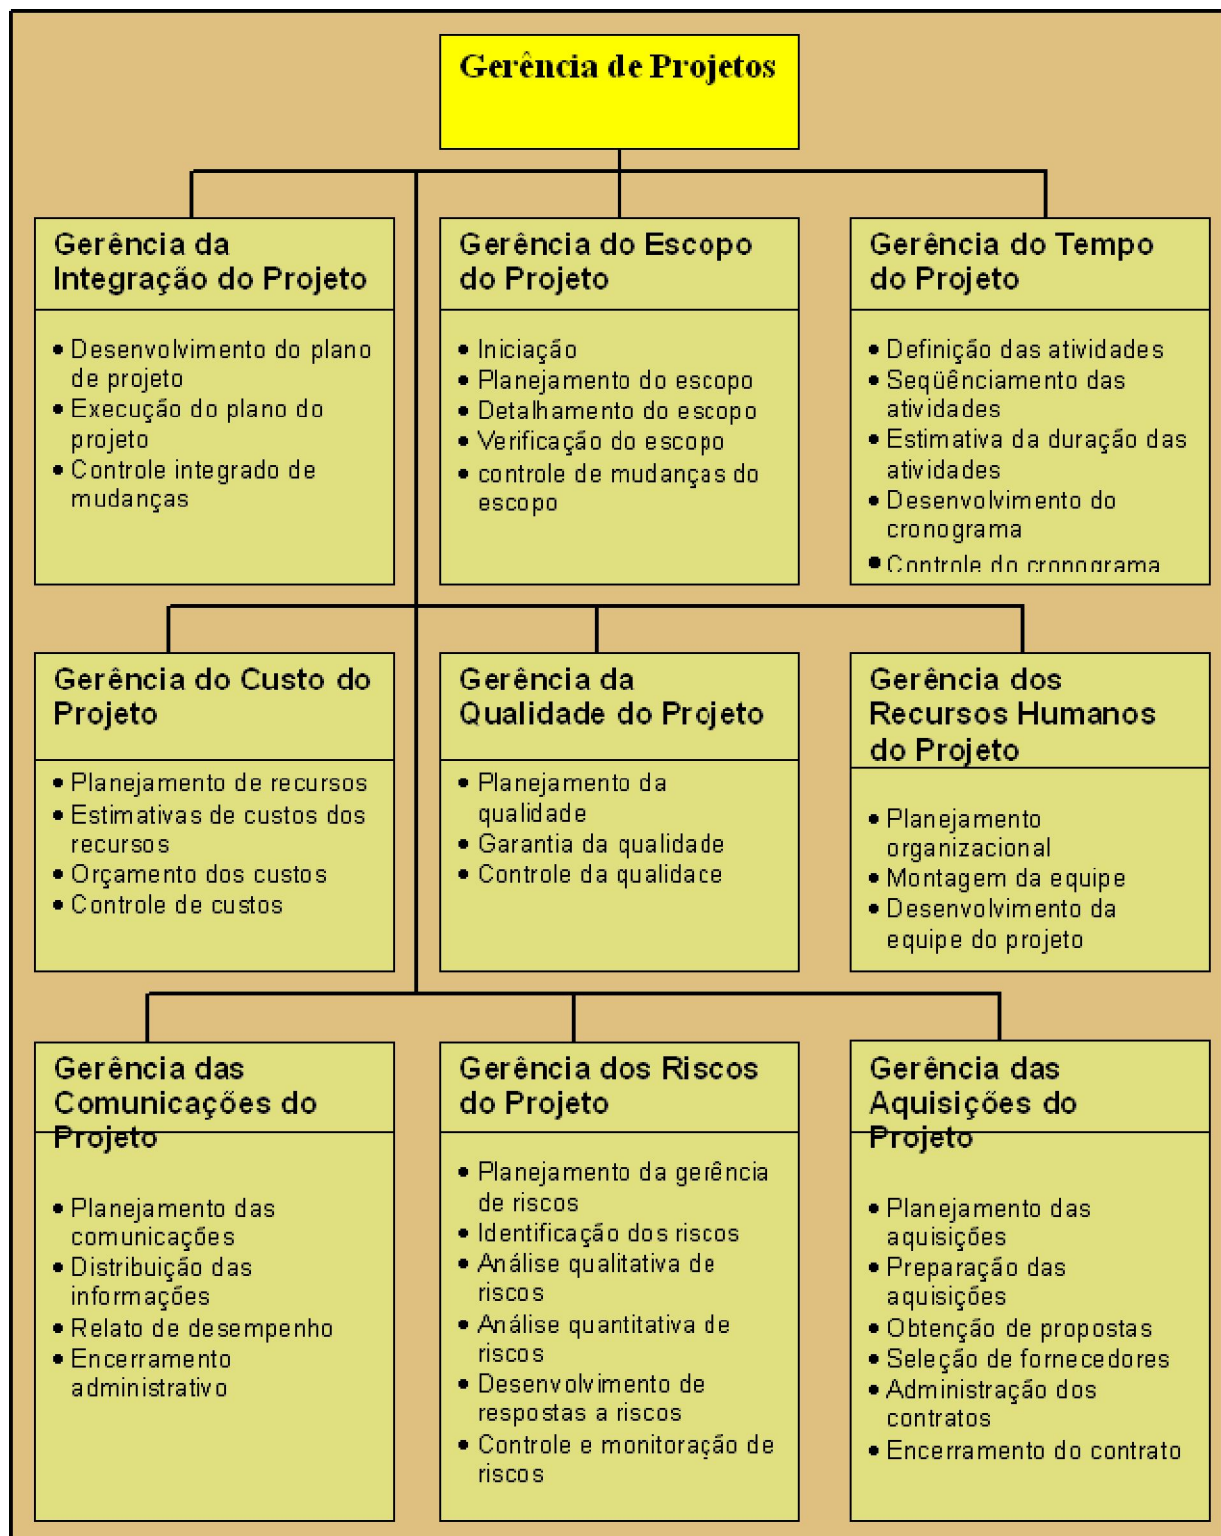 Gerência de Projetos
Gerência da
Integração do Projeto
• Desenvolvimento do plano
de projeto
• Execução do plano do
projeto
• Controle integrado de
mudanças
Gerência do Escopo
do Projeto
• Iniciação
• Planejamento do escopo
• Detalhamento do escopo
• Verificação do escopo
• controle de mudanças do
escopo
Gerência do Tempo
do Projeto
• Definição das atividades
• Seqüênciamento das
atividades
• Estimativa da duração das
atividades
• Desenvolvimento do
cronograma
• Controle do cronograma
Gerência do Custo do
Projeto
• Planejamento de recursos
• Estimativas de custos dos
recursos
• Orçamento dos custos
• Controle de custos
Gerência da
Qualidade do Projeto
• Planejamento da
qualidade
• Garantia da qualidade
• Controle da qualidace
Gerência dos
Recursos Humanos
do Projeto
• Planejamento
organizacional
• Montagem da equipe
• Desenvolvimento da
equipe do projeto
Gerência das
Comunicações do
Projeto
• Planejamento das
comunicações
• Distribuição das
informações
• Relato de desempenho
• Encerramento
administrativo
Gerência dos Riscos
do Projeto
• Planejamento da gerência
de riscos
• Identificação dos riscos
• Análise qualitativa de
riscos
• Análise quantitativa de
riscos
• Desenvolvimento de
respostas a riscos
• Controle e monitoração de
riscos
Gerência das
Aquisições do
Projeto
• Planejamento das
aquisições
• Preparação das
aquisições
• Obtenção de propostas
• Seleção de fornecedores
• Administração dos
contratos
• Encerramento do contrato